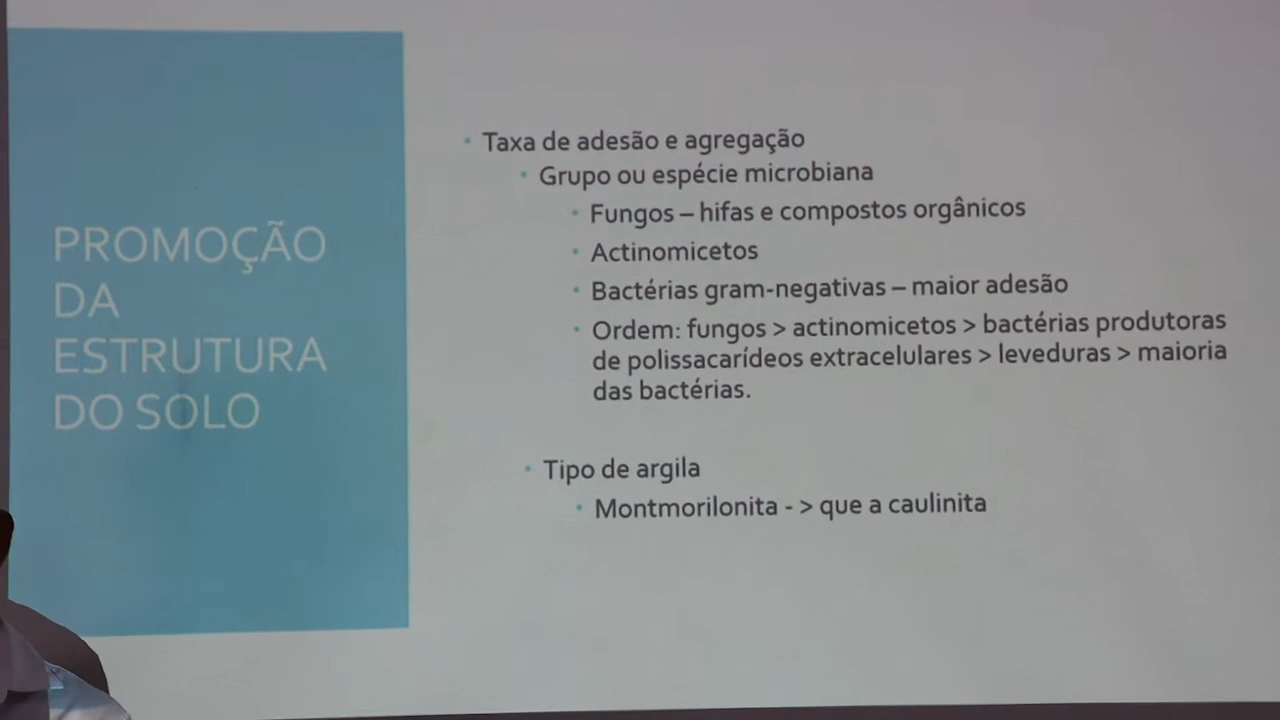 PROMOÇÃO
DA
ESTRUTURA
DO SOLO
• Taxa de adesão e agregação
• Grupo ou espécie microbiana
• Fungos – hifas e compostos orgânicos
• Actinomicetos
• Bactérias gram-negativas – maior adesão
• Ordem: fungos > actinomicetos > bactérias produtoras
de polissacarídeos extracelulares > leveduras > maioria
das bactérias.
• Tipo de argila
• Montmorilonita - > que a caulinita